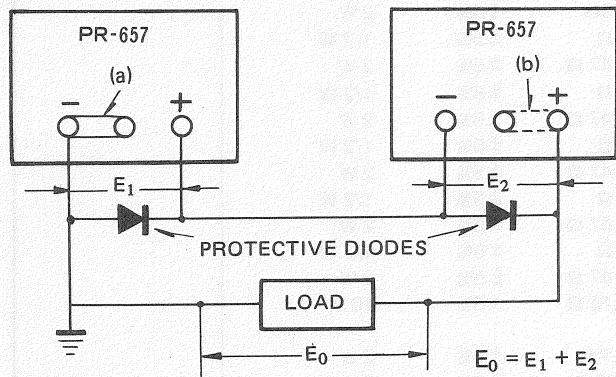 PR-657
(a)
− +
E1
PR-657
(b)
− +
E2
PROTECTIVE DIODES
LOAD
E0
E0 = E1 + E2